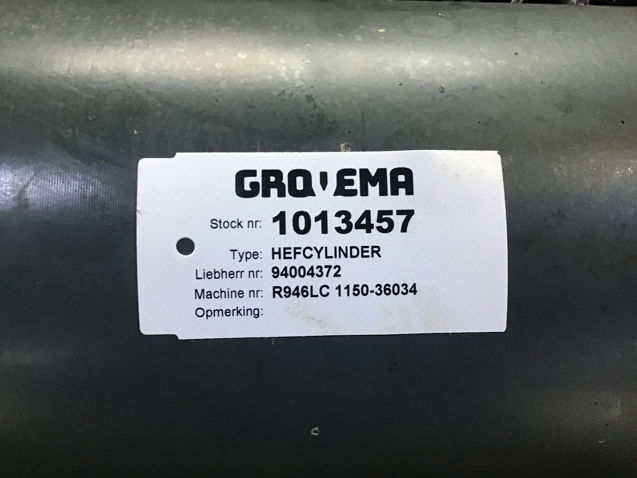 GROVEMA
Stock nr: 1013457
Type: HEFCYLINDER
Liebherr nr: 94004372
Machine nr: R946LC 1150-36034
Opmerking: